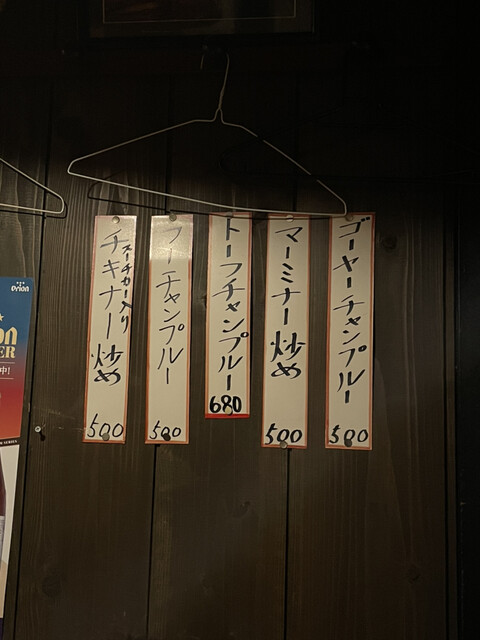 ゴーヤーチャンプルー
500
マーミナー炒め
500
トーフチャンプルー
680
フーチャンプルー
500
スーチカー入り
チキナー炒め
500
Orion